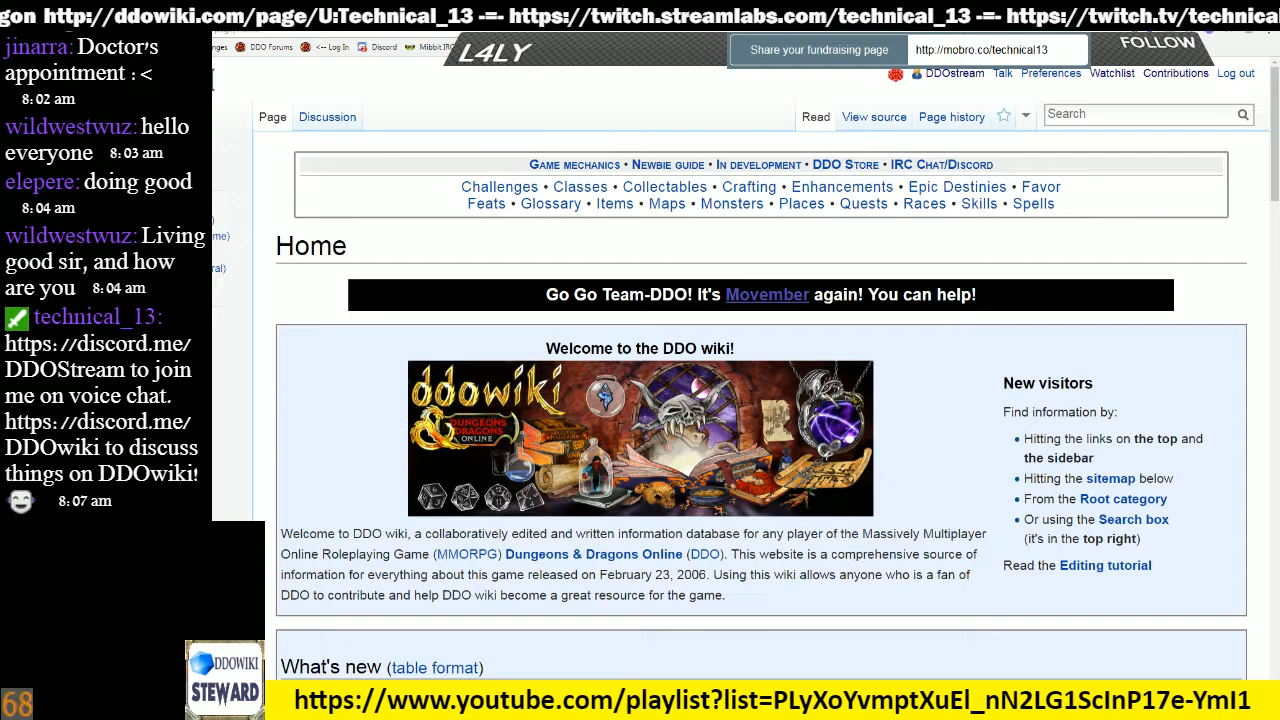 gon http://ddowiki.com/page/U:Technical_13 -=- https://twitch.streamlabs.com/technical_13 -=- https://twitch.tv/technica
jinarra: Doctor's
appointment :<
8:02 am
wildwestwuz: hello
everyone 8:03 am
elepere: doing good
8:04 am
wildwestwuz: Living
good sir, and how
are you 8:04 am
technical_13:
https://discord.me/
DDOStream to join
me on voice chat.
https://discord.me/
DDOwiki to discuss
things on DDOwiki!
8:07 am
nges DDO Forums <-- Log In Discord Mibbit IRC
L4LY
Share your fundraising page http://mobro.co/technical13
FOLLOW
DDOstream Talk Preferences Watchlist Contributions Log out
Page Discussion Read View source Page history Search
Game mechanics • Newbie guide • In development • DDO Store • IRC Chat/Discord
Challenges • Classes • Collectables • Crafting • Enhancements • Epic Destinies • Favor
Feats • Glossary • Items • Maps • Monsters • Places • Quests • Races • Skills • Spells
me)
ral)
Home
Go Go Team-DDO! It's Movember again! You can help!
Welcome to the DDO wiki!
ddowiki
DUNGEONS & DRAGONS
ONLINE
Welcome to DDO wiki, a collaboratively edited and written information database for any player of the Massively Multiplayer
Online Roleplaying Game (MMORPG) Dungeons & Dragons Online (DDO). This website is a comprehensive source of
information for everything about this game released on February 23, 2006. Using this wiki allows anyone who is a fan of
DDO to contribute and help DDO wiki become a great resource for the game.
New visitors
Find information by:
• Hitting the links on the top and
the sidebar
• Hitting the sitemap below
• From the Root category
• Or using the Search box
(it's in the top right)
Read the Editing tutorial
What's new (table format)
DDOWIKI
STEWARD
68
https://www.youtube.com/playlist?list=PLyXoYvmptXuEl_nN2LG1ScInP17e-YmI1